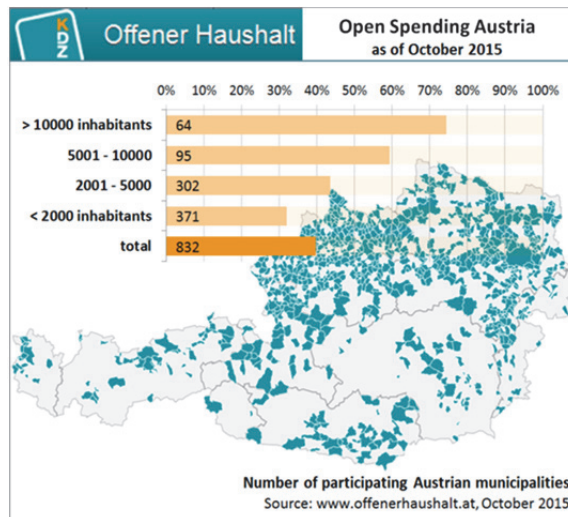 KDZ
Offener Haushalt
Open Spending Austria
as of October 2015
0% 10% 20% 30% 40% 50% 60% 70% 80% 90% 100%
> 10000 inhabitants 64
5001 - 10000 95
2001 - 5000 302
< 2000 inhabitants 371
total 832
Number of participating Austrian municipalities
Source: www.offenerhaushalt.at, October 2015